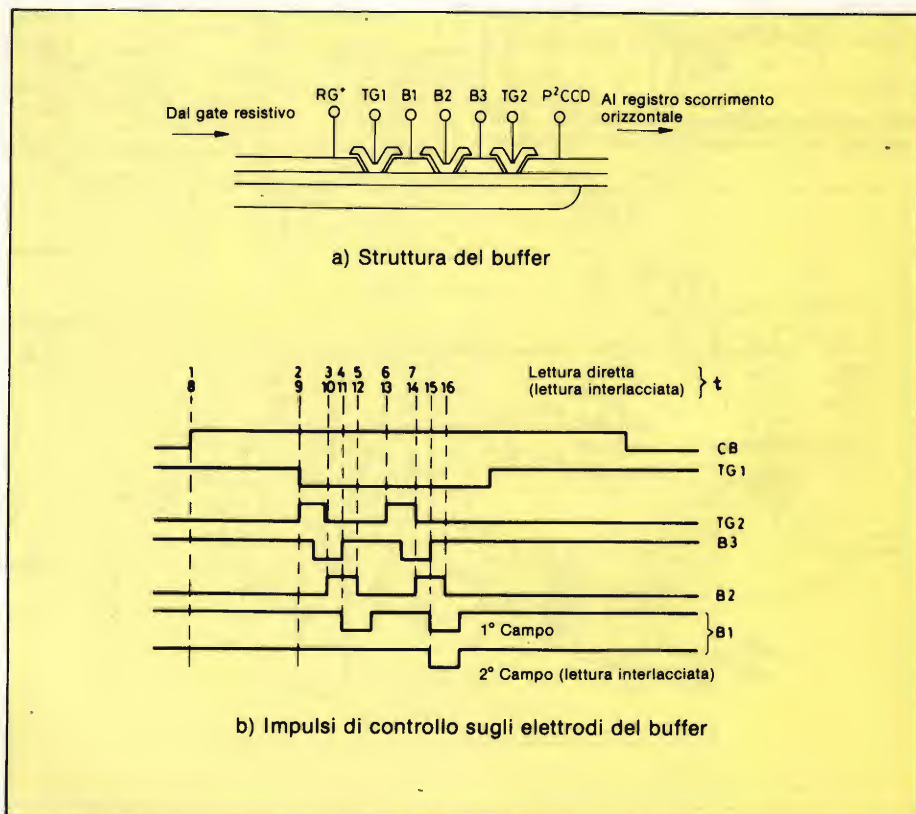 RG⁺ TG1 B1 B2 B3 TG2 P²CCD
Dal gate resistivo
Al registro scorrimento
orizzontale
a) Struttura del buffer
1 2 3 4 5 6 7
8 9 10 11 12 13 14 15 16
Lettura diretta
(lettura interlacciata)
t
CB
TG1
TG2
B3
B2
1° Campo
B1
2° Campo (lettura interlacciata)
b) Impulsi di controllo sugli elettrodi del buffer